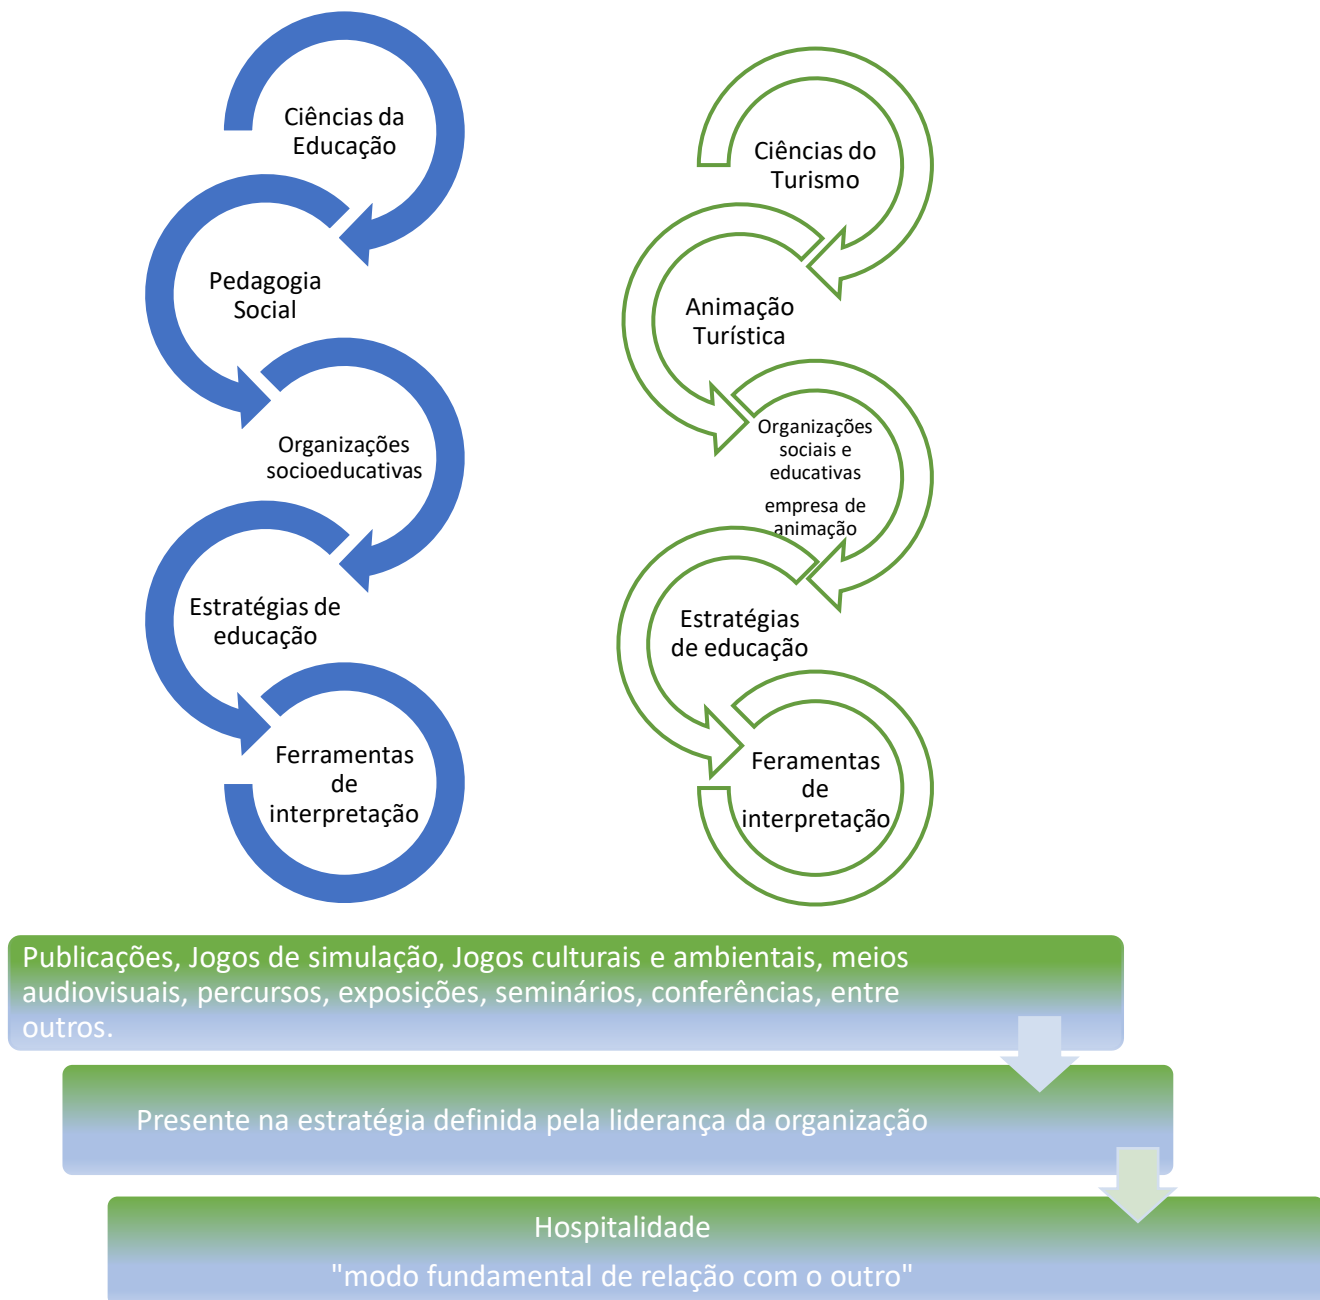 Ciências da
Educação
Pedagogia
Social
Organizações
socioeducativas
Estratégias de
educação
Ferramentas
de
interpretação
Ciências do
Turismo
Animação
Turística
Organizações
sociais e
educativas
empresa de
animação
Estratégias
de educação
Feramentas
de
interpretação
Publicações, Jogos de simulação, Jogos culturais e ambientais, meios
audiovisuais, percursos, exposições, seminários, conferências, entre
outros.
Presente na estratégia definida pela liderança da organização
Hospitalidade
"modo fundamental de relação com o outro"